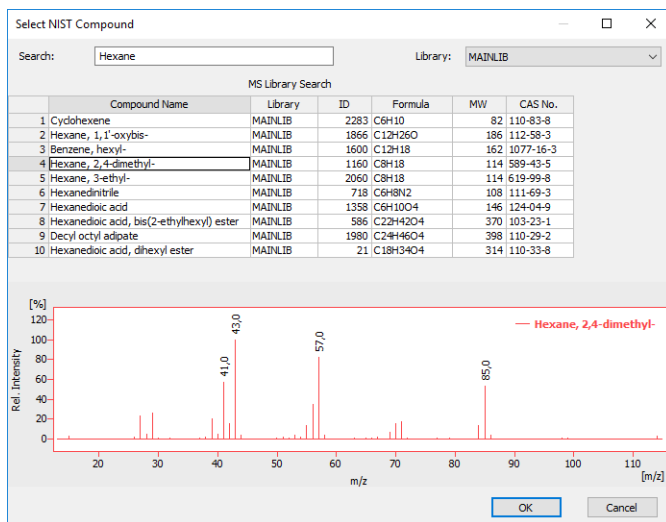 Select NIST Compound
Search: Hexane Library: MAINLIB
MS Library Search
Compound Name Library ID Formula MW CAS No.
1 Cyclohexene MAINLIB 2283 C6H10 82 110-83-8
2 Hexane, 1,1'-oxybis- MAINLIB 1866 C12H26O 186 112-58-3
3 Benzene, hexyl- MAINLIB 1600 C12H18 162 1077-16-3
4 Hexane, 2,4-dimethyl- MAINLIB 1160 C8H18 114 589-43-5
5 Hexane, 3-ethyl- MAINLIB 2060 C8H18 114 619-99-8
6 Hexanedinitrile MAINLIB 718 C6H8N2 108 111-69-3
7 Hexanedioic acid MAINLIB 1358 C6H10O4 146 124-04-9
8 Hexanedioic acid, bis(2-ethylhexyl) ester MAINLIB 586 C22H42O4 370 103-23-1
9 Decyl octyl adipate MAINLIB 1980 C24H46O4 398 110-29-2
10 Hexanedioic acid, dihexyl ester MAINLIB 21 C18H34O4 314 110-33-8
[%]
Rel. Intensity
120
100
80
60
40
20
0
41,0
43,0
57,0
85,0
Hexane, 2,4-dimethyl-
20 30 40 50 60 70 80 90 100 110
m/z
[m/z]
OK Cancel